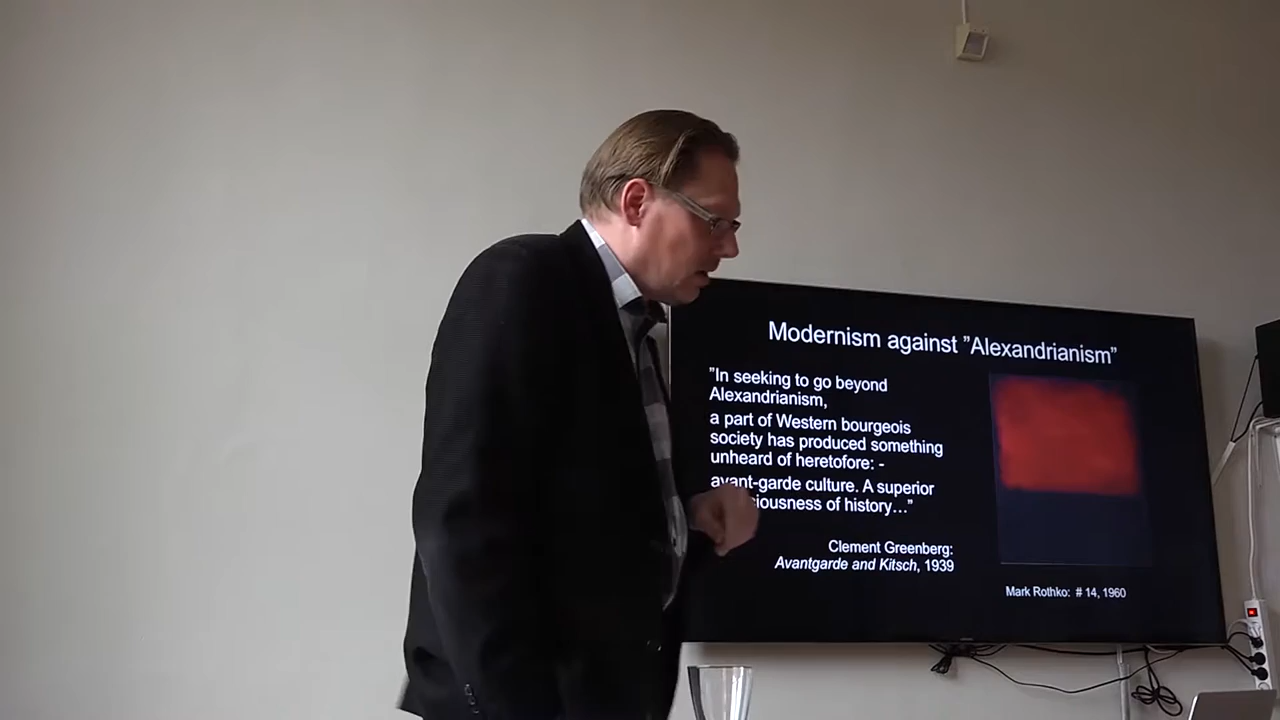 Modernism against ”Alexandrianism”
”In seeking to go beyond
Alexandrianism,
a part of Western bourgeois
society has produced something
unheard of heretofore: -
avant-garde culture. A superior
of history…”
Clement Greenberg:
Avantgarde and Kitsch, 1939
Mark Rothko: # 14, 1960